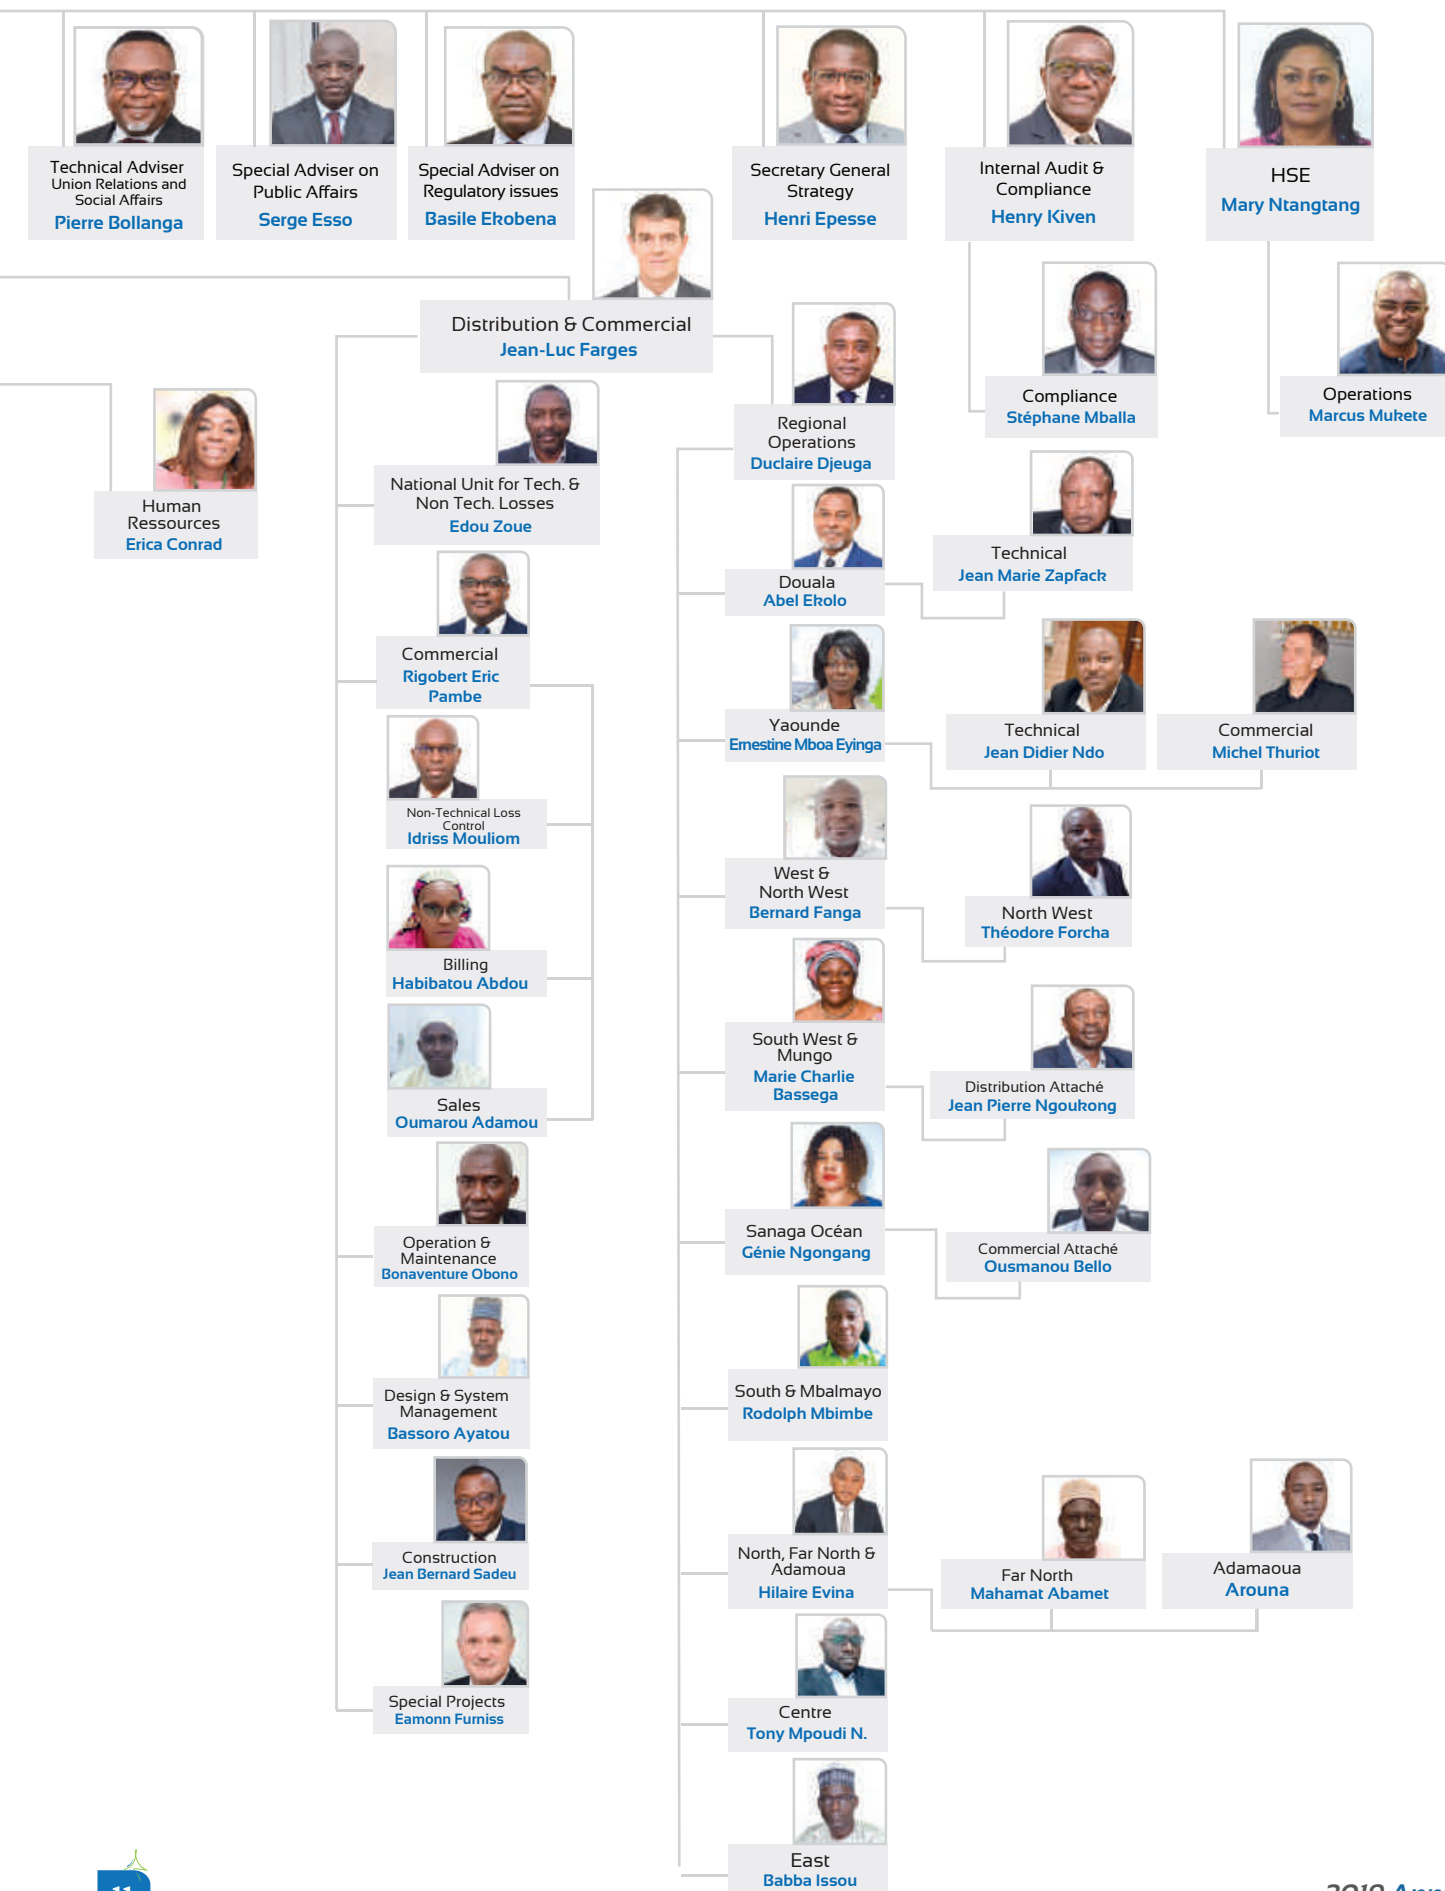 Technical Adviser
Union Relations and
Social Affairs
Pierre Bollanga
Special Adviser on
Public Affairs
Serge Esso
Special Adviser on
Regulatory issues
Basile Ekobena
Secretary General
Strategy
Henri Epesse
Internal Audit &
Compliance
Henry Kiven
HSE
Mary Ntangtang
Distribution & Commercial
Jean-Luc Farges
Compliance
Stéphane Mballa
Operations
Marcus Mukete
Human
Ressources
Erica Conrad
National Unit for Tech. &
Non Tech. Losses
Edou Zoue
Commercial
Rigobert Eric
Pambe
Non-Technical Loss
Control
Idriss Mouliom
Billing
Habibatou Abdou
Sales
Oumarou Adamou
Operation &
Maintenance
Bonaventure Obono
Design & System
Management
Bassoro Ayatou
Construction
Jean Bernard Sadeu
Special Projects
Eamonn Furniss
Regional
Operations
Duclaire Djeuga
Douala
Abel Ekolo
Technical
Jean Marie Zapfack
Yaounde
Ernestine Mboa Eyinga
Technical
Jean Didier Ndo
Commercial
Michel Thuriot
West &
North West
Bernard Fanga
North West
Théodore Forcha
South West &
Mungo
Marie Charlie
Bassega
Distribution Attaché
Jean Pierre Ngoukong
Sanaga Océan
Génie Ngongang
Commercial Attaché
Ousmanou Bello
South & Mbalmayo
Rodolph Mbimbe
North, Far North &
Adamoua
Hilaire Evina
Far North
Mahamat Abamet
Adamaoua
Arouna
Centre
Tony Mpoudi N.
East
Babba Issou
11